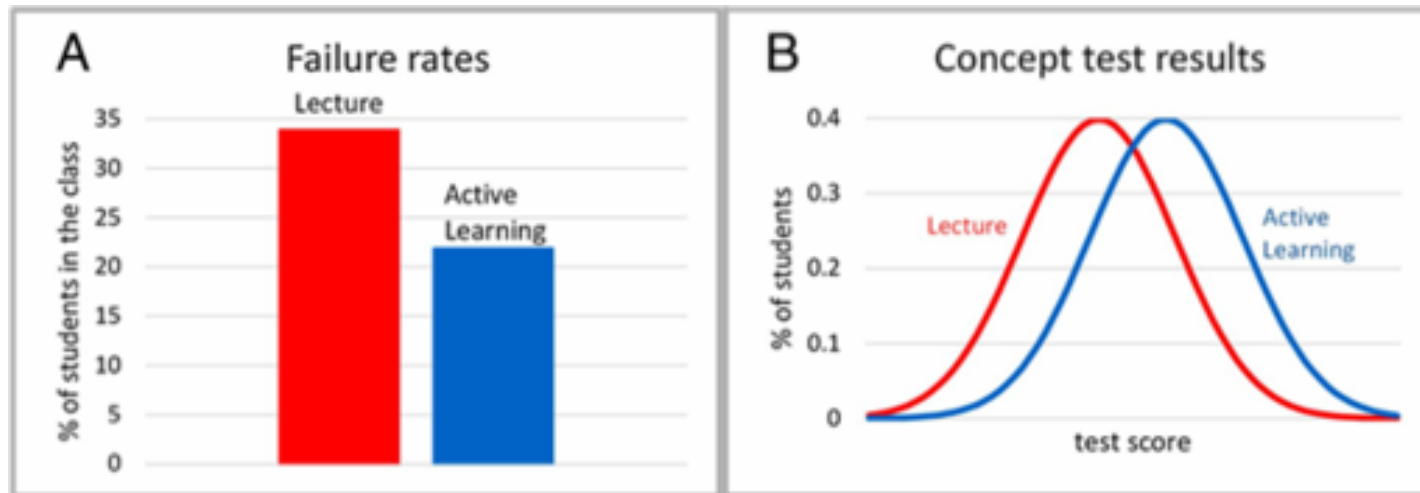 A
Failure rates
Lecture
Active
Learning
% of students in the class
35
30
25
20
15
10
5
0
B
Concept test results
0.4
0.3
0.2
0.1
0
% of students
Lecture
Active
Learning
test score